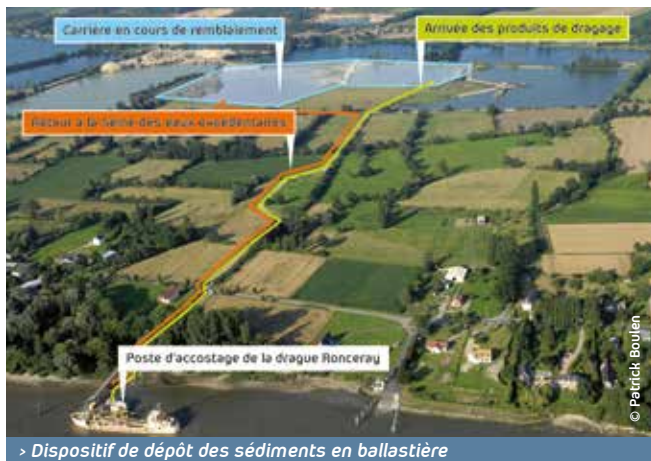 Carrière en cours de remblaiement
Arrivée des produits de dragage
Retour à la Seine des eaux excédentaires
Poste d'accostage de la drague Ronceray
© Patrick Boulen
> Dispositif de dépôt des sédiments en ballastière